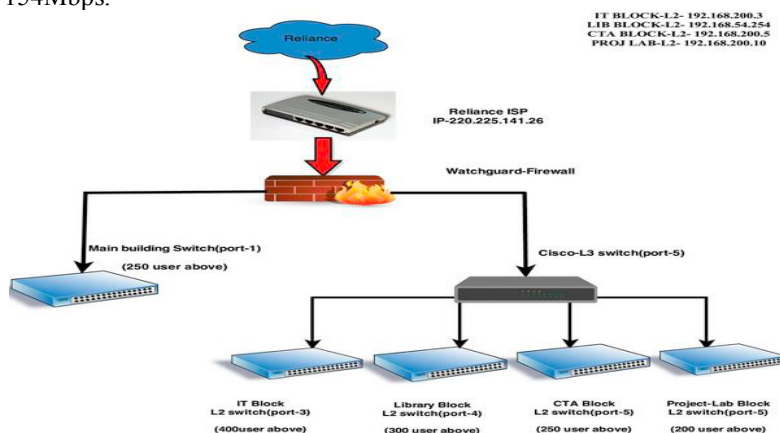 154Mbps.
IT BLOCK-L2- 192.168.200.3
LIB BLOCK-L2- 192.168.54.254
CTA BLOCK-L2- 192.168.200.5
PROJ LAB-L2- 192.168.200.10
Reliance
Reliance ISP
IP-220.225.141.26
Watchguard-Firewall
Main building Switch(port-1)
(250 user above)
Cisco-L3 switch(port-5)
IT Block
L2 switch(port-3)
(400user above)
Library Block
L2 switch(port-4)
(300 user above)
CTA Block
L2 switch(port-5)
(250 user above)
Project-Lab Block
L2 switch(port-5)
(200 user above)